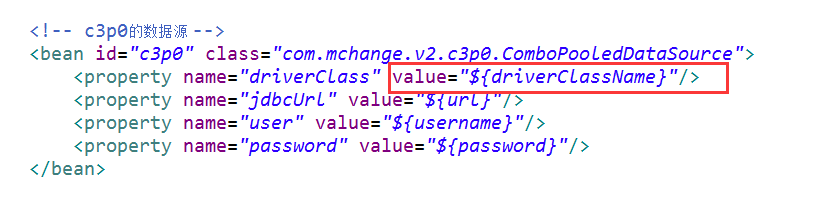 <!-- c3p0的数据源 -->
<bean id="c3p0" class="com.mchange.v2.c3p0.ComboPooledDataSource">
    <property name="driverClass" value="${driverClassName}"/>
    <property name="jdbcUrl" value="${url}"/>
    <property name="user" value="${username}"/>
    <property name="password" value="${password}"/>
</bean>